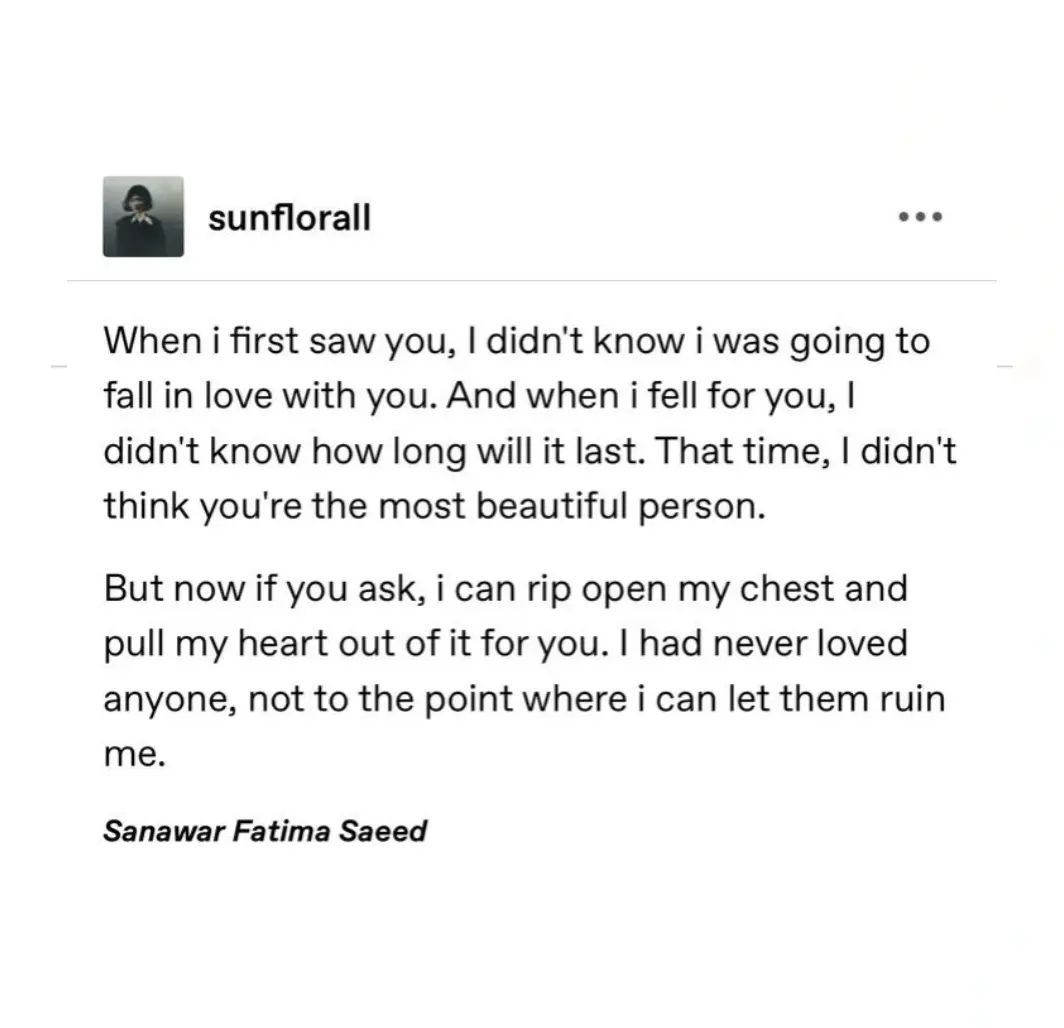 sunflorall
When i first saw you, I didn't know i was going to
fall in love with you. And when i fell for you, I
didn't know how long will it last. That time, I didn't
think you're the most beautiful person.
But now if you ask, i can rip open my chest and
pull my heart out of it for you. I had never loved
anyone, not to the point where i can let them ruin
me.
Sanawar Fatima Saeed